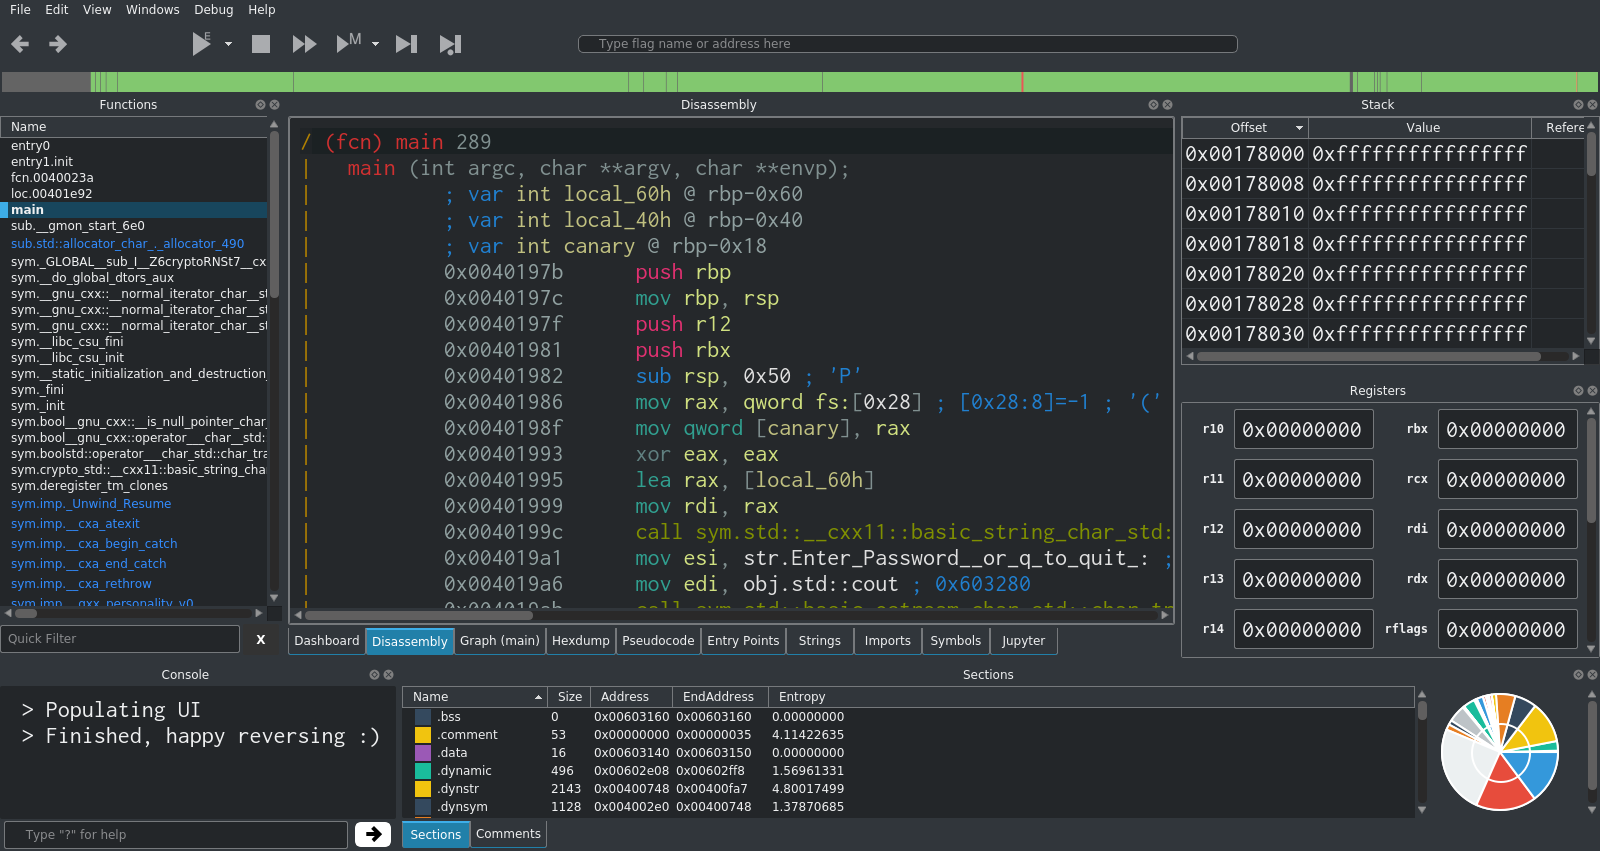 File Edit View Windows Debug Help
E M Type flag name or address here
Functions
Name
entry0
entry1.init
fcn.0040023a
loc.00401e92
main
sub.__gmon_start_6e0
sub.std::allocator_char_._allocator_490
sym._GLOBAL__sub_I__Z6cryptoRNSt7__cx
sym.__do_global_dtors_aux
sym.__gnu_cxx::__normal_iterator_char__st
sym.__gnu_cxx::__normal_iterator_char__st
sym.__gnu_cxx::__normal_iterator_char__st
sym.__libc_csu_fini
sym.__libc_csu_init
sym.__static_initialization_and_destruction_
sym._fini
sym._init
sym.bool__gnu_cxx::__is_null_pointer_char_
sym.bool__gnu_cxx::operator___char__std::
sym.boolstd::operator___char_std::char_tra
sym.crypto_std::__cxx11::basic_string_cha
sym.deregister_tm_clones
sym.imp._Unwind_Resume
sym.imp.__cxa_atexit
sym.imp.__cxa_begin_catch
sym.imp.__cxa_end_catch
sym.imp.__cxa_rethrow
sym.imp.__gxx_personality_v0
Quick Filter X
Disassembly
/ (fcn) main 289
| main (int argc, char **argv, char **envp);
| ; var int local_60h @ rbp-0x60
| ; var int local_40h @ rbp-0x40
| ; var int canary @ rbp-0x18
| 0x0040197b push rbp
| 0x0040197c mov rbp, rsp
| 0x0040197f push r12
| 0x00401981 push rbx
| 0x00401982 sub rsp, 0x50 ; 'P'
| 0x00401986 mov rax, qword fs:[0x28] ; [0x28:8]=-1 ; '('
| 0x0040198f mov qword [canary], rax
| 0x00401993 xor eax, eax
| 0x00401995 lea rax, [local_60h]
| 0x00401999 mov rdi, rax
| 0x0040199c call sym.std::__cxx11::basic_string_char_std:
| 0x004019a1 mov esi, str.Enter_Password__or_q_to_quit_: ;
| 0x004019a6 mov edi, obj.std::cout ; 0x603280
| 0x004019ab call sym.std::basic_ostream_char_std::char_tr
Dashboard Disassembly Graph (main) Hexdump Pseudocode Entry Points Strings Imports Symbols Jupyter
Stack
Offset Value Refere
0x00178000 0xffffffffffffffff
0x00178008 0xffffffffffffffff
0x00178010 0xffffffffffffffff
0x00178018 0xffffffffffffffff
0x00178020 0xffffffffffffffff
0x00178028 0xffffffffffffffff
0x00178030 0xffffffffffffffff
Registers
r10 0x00000000 rbx 0x00000000
r11 0x00000000 rcx 0x00000000
r12 0x00000000 rdi 0x00000000
r13 0x00000000 rdx 0x00000000
r14 0x00000000 rflags 0x00000000
Console
> Populating UI
> Finished, happy reversing :)
Type "?" for help
Sections
Name Size Address EndAddress Entropy
.bss 0 0x00603160 0x00603160 0.00000000
.comment 53 0x00000000 0x00000035 4.11422635
.data 16 0x00603140 0x00603150 0.00000000
.dynamic 496 0x00602e08 0x00602ff8 1.56961331
.dynstr 2143 0x00400748 0x00400fa7 4.80017499
.dynsym 1128 0x004002e0 0x00400748 1.37870685
Sections Comments